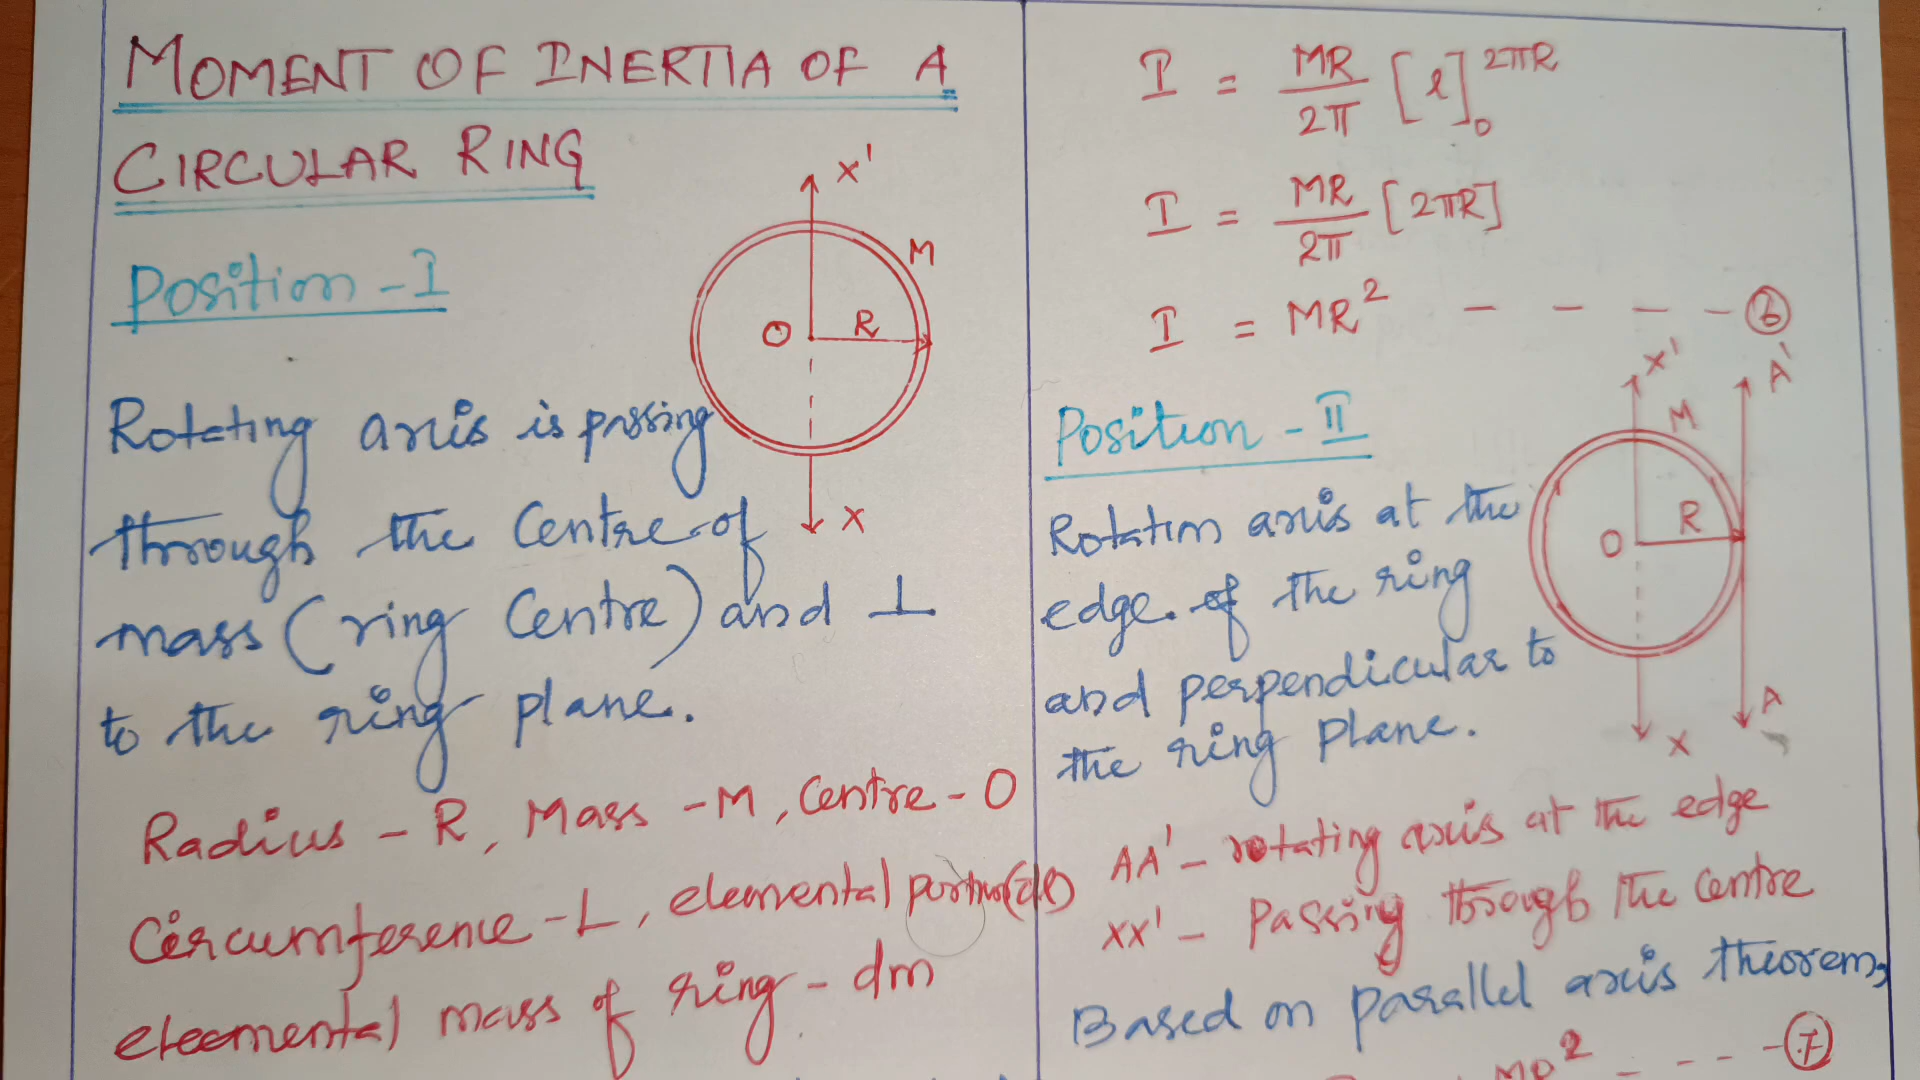 MOMENT OF INERTIA OF A
CIRCULAR RING
Position - I
X'
M
O
R
X
Rotating axis is passing
through the Centre of
mass (ring Centre) and ⊥
to the ring plane.
Radius - R, Mass - M, Centre - O
Circumference - L, elemental portion(dl)
elemental mass of ring - dm
I = MR/2π [l]₀^2πR
I = MR/2π [2πR]
I = MR² - - - - ⑥
Position - II
X'
A'
M
O
R
A
X
Rotation axis at the
edge of the ring
and perpendicular to
the ring plane.
AA' - rotating axis at the edge
XX' - Passing through the Centre
Based on parallel axis theorem,
MR² - - - - ⑦